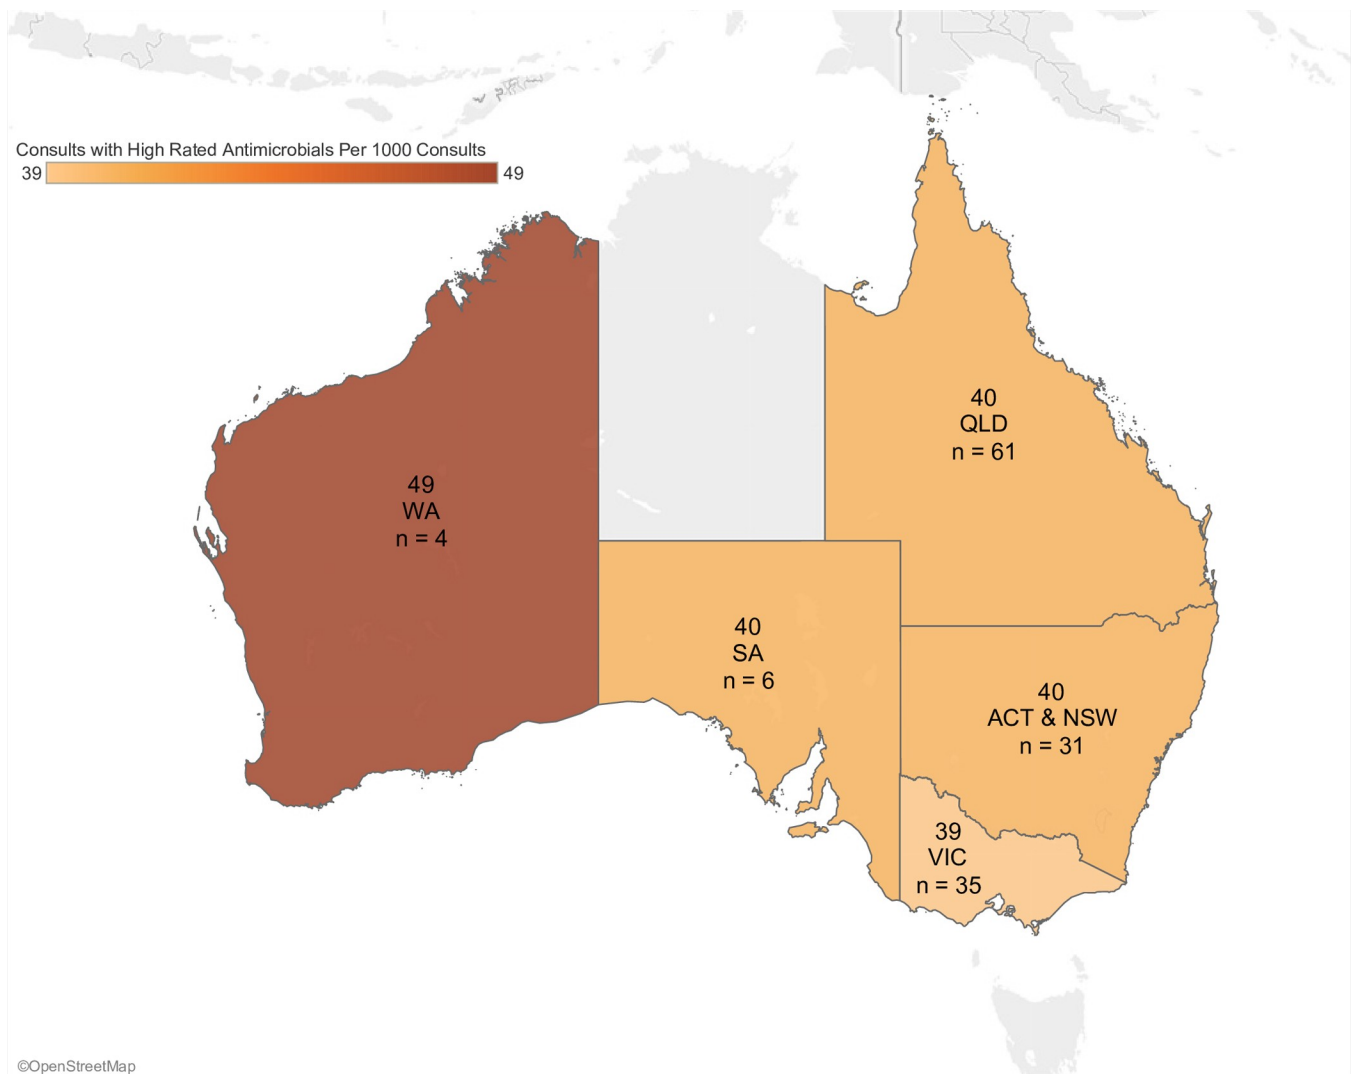 Consults with High Rated Antimicrobials Per 1000 Consults
39 49
40
QLD
n = 61
49
WA
n = 4
40
SA
n = 6
40
ACT & NSW
n = 31
39
VIC
n = 35
©OpenStreetMap